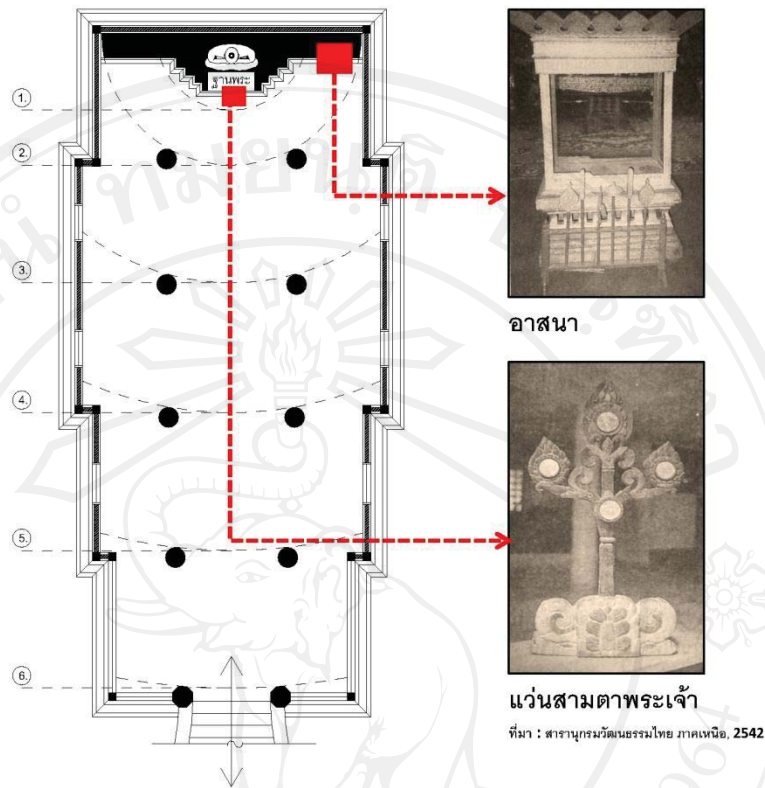 ฐานพระ
1.
2.
3.
4.
5.
6.
อาสนา
แว่นสามตาพระเจ้า
ที่มา : สารานุกรมวัฒนธรรมไทย ภาคเหนือ, 2542